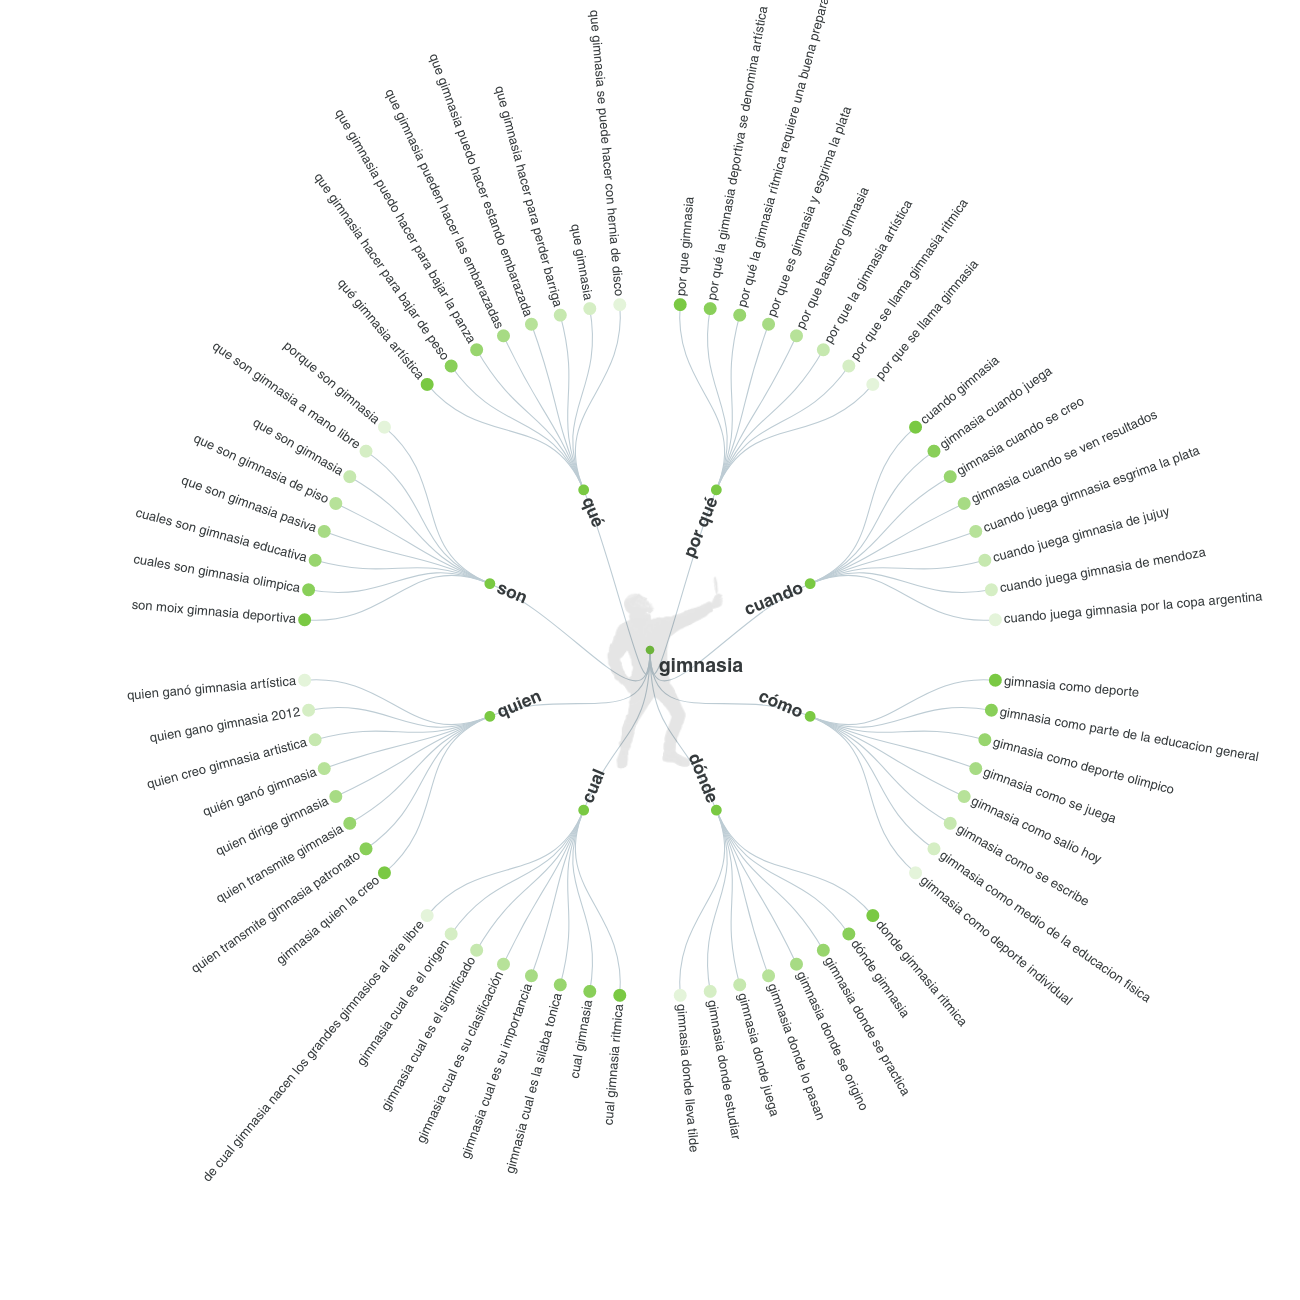 gimnasia
qué
qué gimnasia artística
que gimnasia hacer para bajar de peso
que gimnasia puedo hacer para bajar la panza
que gimnasia pueden hacer las embarazadas
que gimnasia puedo hacer estando embarazada
que gimnasia hacer para perder barriga
que gimnasia
que gimnasia se puede hacer con hernia de disco
por qué
por que gimnasia
por qué la gimnasia deportiva se denomina artística
por qué la gimnasia rítmica requiere una buena
por que es gimnasia y esgrima la plata
por que basurero gimnasia
por que la gimnasia artística
por que se llama gimnasia ritmica
por que se llama gimnasia
cuando
cuando gimnasia
gimnasia cuando juega
gimnasia cuando se creo
gimnasia cuando se ven resultados
cuando juega gimnasia esgrima la plata
cuando juega gimnasia de jujuy
cuando juega gimnasia de mendoza
cuando juega gimnasia por la copa argentina
cómo
gimnasia como deporte
gimnasia como parte de la educacion general
gimnasia como deporte olimpico
gimnasia como se juega
gimnasia como salio hoy
gimnasia como se escribe
gimnasia como medio de la educacion fisica
gimnasia como deporte individual
dónde
donde gimnasia ritmica
dónde gimnasia
gimnasia donde se practica
gimnasia donde se origino
gimnasia donde lo pasan
gimnasia donde juega
gimnasia donde estudiar
gimnasia donde lleva tilde
cual
cual gimnasia ritmica
cual gimnasia
gimnasia cual es la silaba tonica
gimnasia cual es su importancia
gimnasia cual es su clasificación
gimnasia cual es el significado
gimnasia cual es el origen
de cual gimnasia nacen los grandes gimnasios al aire libre
quien
gimnasia quien la creo
quien transmite gimnasia patronato
quien transmite gimnasia
quien dirige gimnasia
quién ganó gimnasia
quien creo gimnasia artistica
quien gano gimnasia 2012
quien ganó gimnasia artística
son
son moix gimnasia deportiva
cuales son gimnasia olimpica
cuales son gimnasia educativa
que son gimnasia pasiva
que son gimnasia de piso
que son gimnasia
que son gimnasia a mano libre
porque son gimnasia